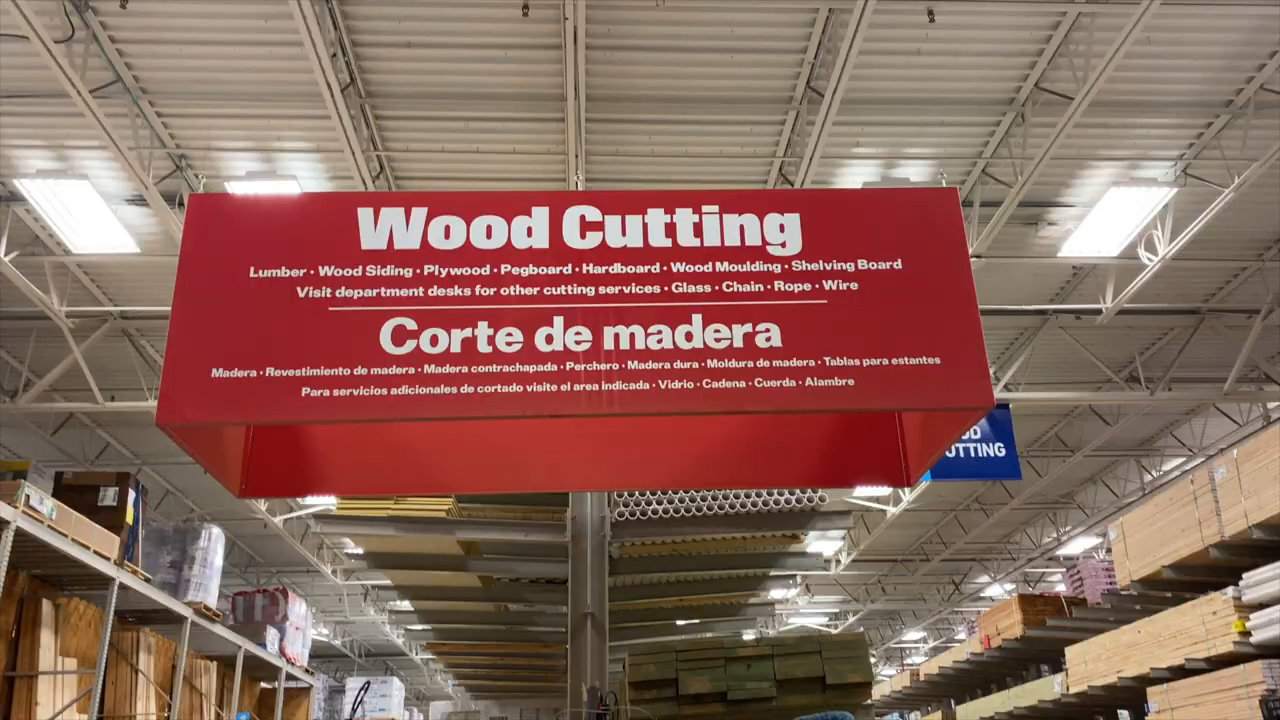 Wood Cutting
Lumber · Wood Siding · Plywood · Pegboard · Hardboard · Wood Moulding · Shelving Board
Visit department desks for other cutting services · Glass · Chain · Rope · Wire
Corte de madera
Madera · Revestimiento de madera · Madera contrachapada · Perchero · Madera dura · Moldura de madera · Tablas para estantes
Para servicios adicionales de cortado visite el area indicada · Vidrio · Cadena · Cuerda · Alambre